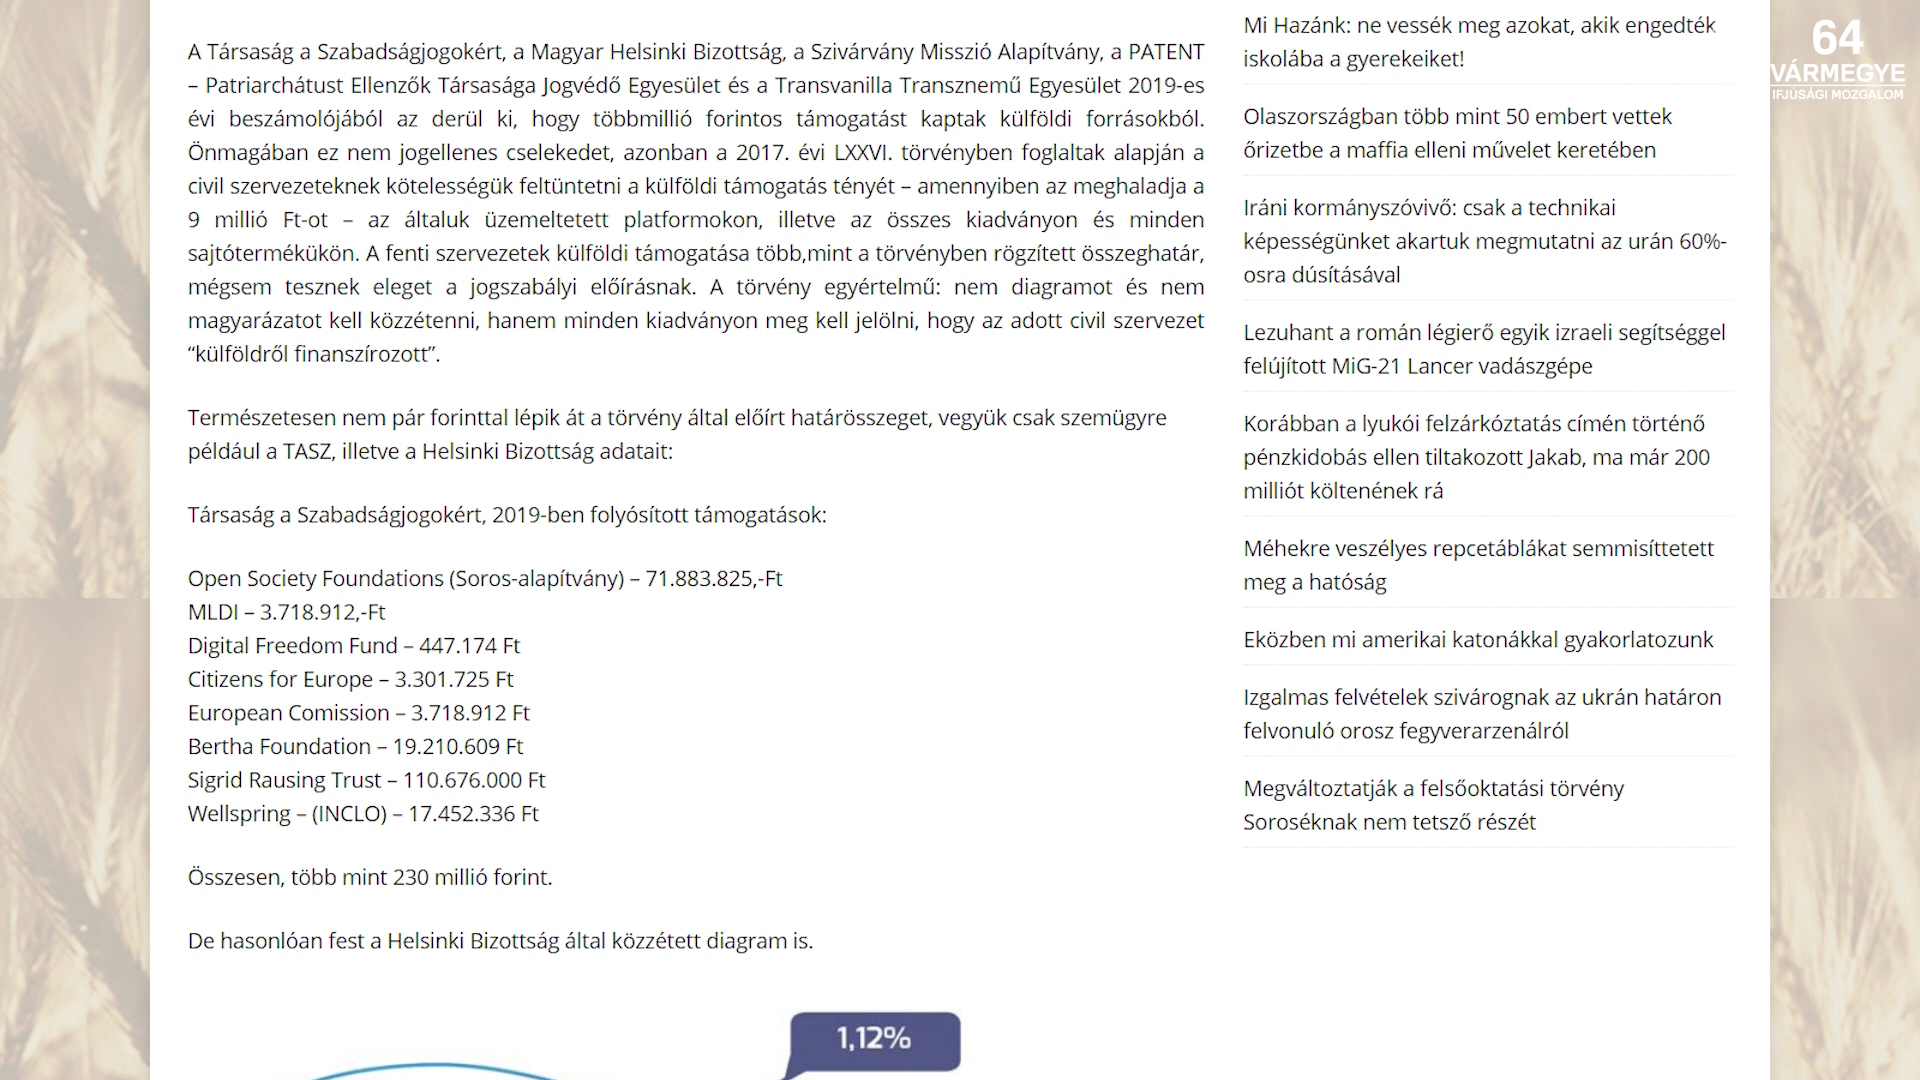 A Társaság a Szabadságjogokért, a Magyar Helsinki Bizottság, a Szivárvány Misszió Alapítvány, a PATENT
– Patriarchátust Ellenzők Társasága Jogvédő Egyesület és a Transvanilla Transznemű Egyesület 2019-es
évi beszámolójából az derül ki, hogy többmillió forintos támogatást kaptak külföldi forrásokból.
Önmagában ez nem jogellenes cselekedet, azonban a 2017. évi LXXVI. törvényben foglaltak alapján a
civil szervezeteknek kötelességük feltüntetni a külföldi támogatás tényét – amennyiben az meghaladja a
9 millió Ft-ot – az általuk üzemeltetett platformokon, illetve az összes kiadványon és minden
sajtótermékükön. A fenti szervezetek külföldi támogatása több,mint a törvényben rögzített összeghatár,
mégsem tesznek eleget a jogszabályi előírásnak. A törvény egyértelmű: nem diagramot és nem
magyarázatot kell közzétenni, hanem minden kiadványon meg kell jelölni, hogy az adott civil szervezet
“külföldről finanszírozott”.
Természetesen nem pár forinttal lépik át a törvény által előírt határösszeget, vegyük csak szemügyre
például a TASZ, illetve a Helsinki Bizottság adatait:
Társaság a Szabadságjogokért, 2019-ben folyósított támogatások:
Open Society Foundations (Soros-alapítvány) – 71.883.825,-Ft
MLDI – 3.718.912,-Ft
Digital Freedom Fund – 447.174 Ft
Citizens for Europe – 3.301.725 Ft
European Comission – 3.718.912 Ft
Bertha Foundation – 19.210.609 Ft
Sigrid Rausing Trust – 110.676.000 Ft
Wellspring – (INCLO) – 17.452.336 Ft
Összesen, több mint 230 millió forint.
De hasonlóan fest a Helsinki Bizottság által közzétett diagram is.
1,12%
Mi Hazánk: ne vessék meg azokat, akik engedték
iskolába a gyerekeiket!
Olaszországban több mint 50 embert vettek
őrizetbe a maffia elleni művelet keretében
Iráni kormányszóvivő: csak a technikai
képességünket akartuk megmutatni az urán 60%-
osra dúsításával
Lezuhant a román légierő egyik izraeli segítséggel
felújított MiG-21 Lancer vadászgépe
Korábban a lyukói felzárkóztatás címén történő
pénzkidobás ellen tiltakozott Jakab, ma már 200
milliót költenének rá
Méhekre veszélyes repcetáblákat semmisíttetett
meg a hatóság
Eközben mi amerikai katonákkal gyakorlatozunk
Izgalmas felvételek szivárognak az ukrán határon
felvonuló orosz fegyverarzenálról
Megváltoztatják a felsőoktatási törvény
Soroséknak nem tetsző részét
64
VÁRMEGYE
IFJÚSÁGI MOZGALOM